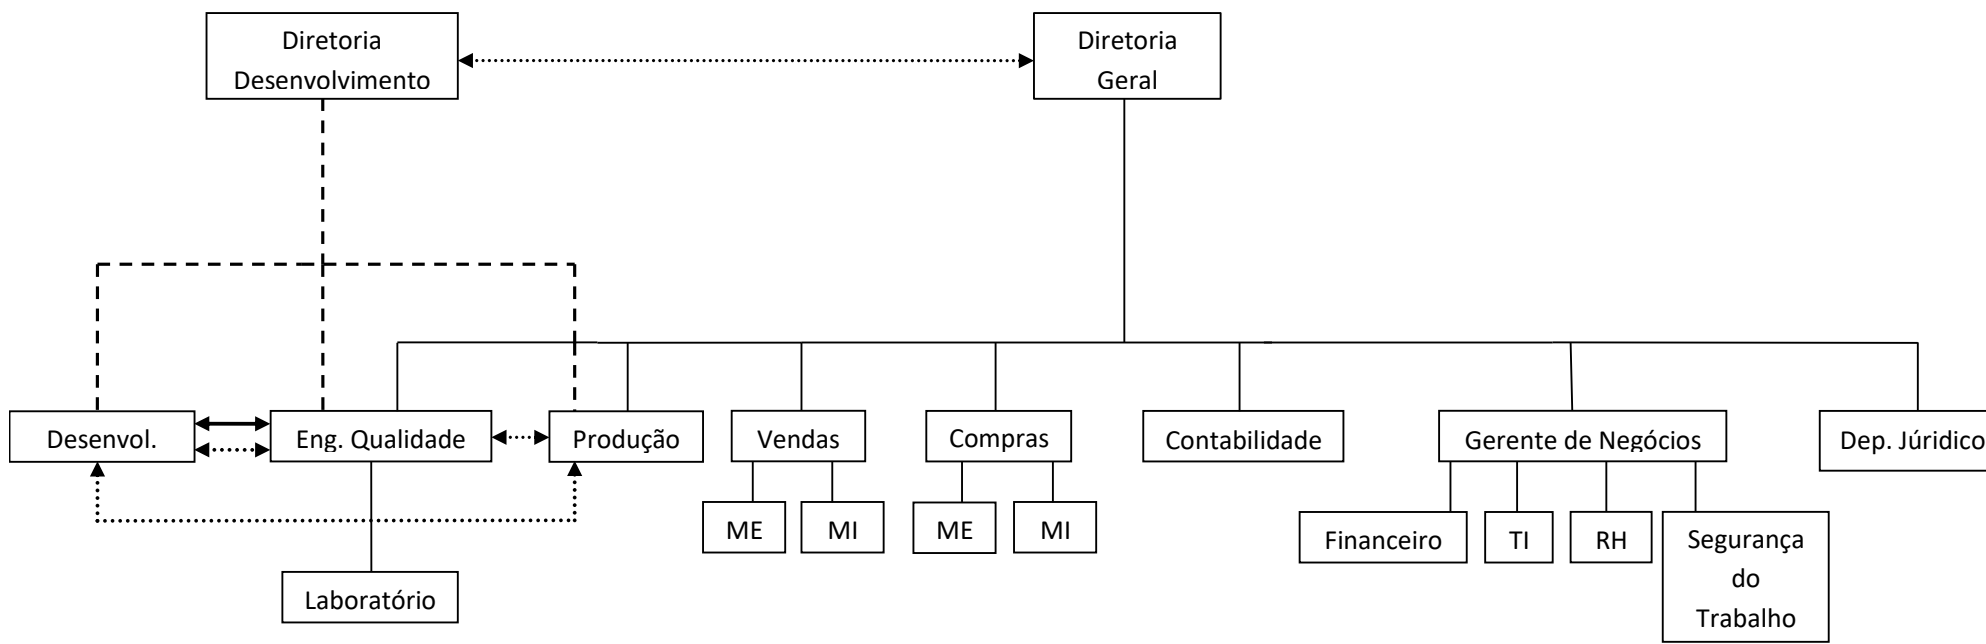 Diretoria
Desenvolvimento
Diretoria
Geral
Desenvol.
Eng. Qualidade
Produção
Vendas
Compras
Contabilidade
Gerente de Negócios
Dep. Júridico
ME
MI
ME
MI
Financeiro
TI
RH
Segurança
do
Trabalho
Laboratório